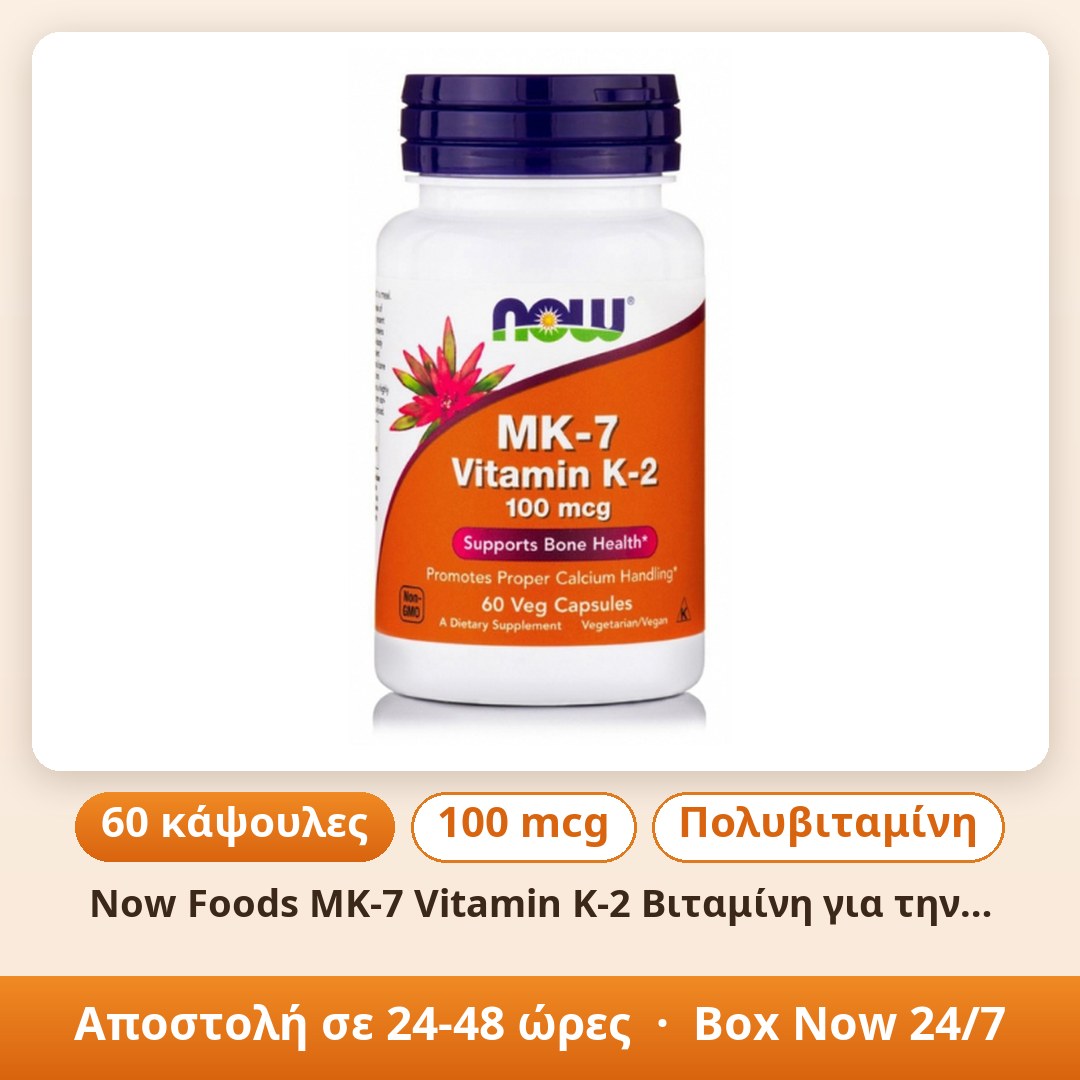 now®
MK-7
Vitamin K-2
100 mcg
Supports Bone Health*
Promotes Proper Calcium Handling*
Non-GMO
60 Veg Capsules
A Dietary Supplement Vegetarian/Vegan
K
60 κάψουλες 100 mcg Πολυβιταμίνη
Now Foods MK-7 Vitamin K-2 Βιταμίνη για την...
Αποστολή σε 24-48 ώρες · Box Now 24/7